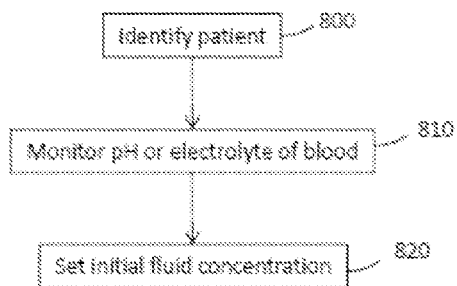 Identify patient
800
Monitor pH or electrolyte of blood
810
Set initial fluid concentration
820